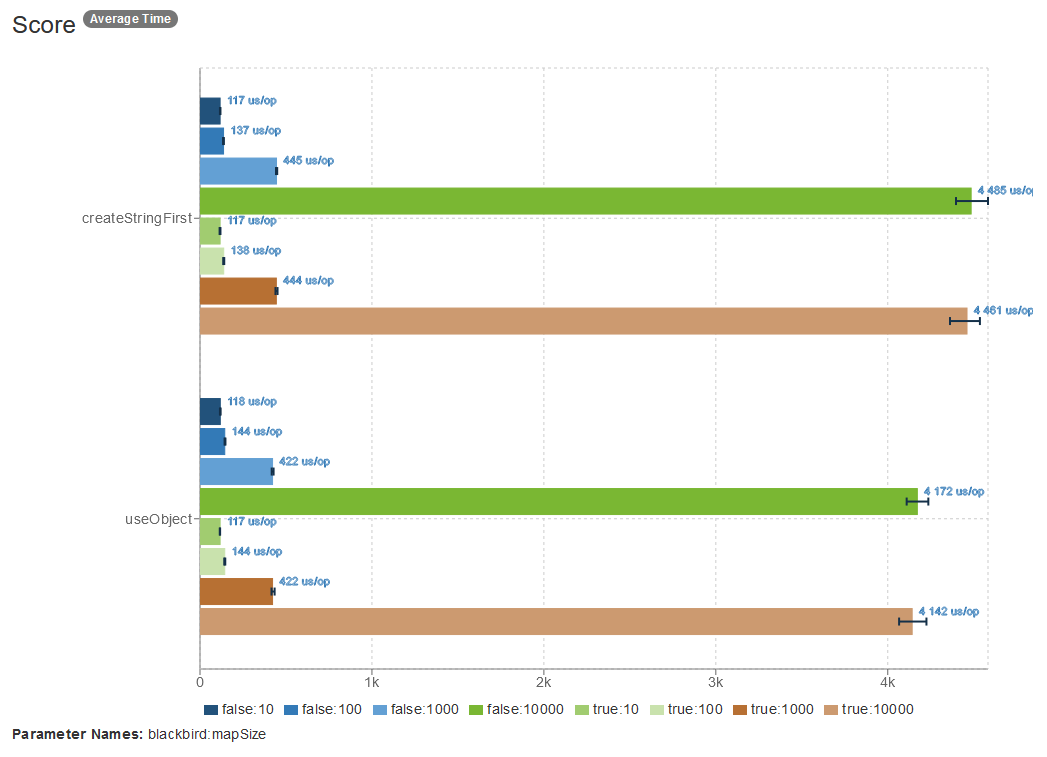 Score Average Time
117 us/op
137 us/op
445 us/op
4 485 us/o
createStringFirst
117 us/op
138 us/op
444 us/op
4 461 us/op
118 us/op
144 us/op
422 us/op
4 172 us/op
useObject
117 us/op
144 us/op
422 us/op
4 142 us/op
0 1k 2k 3k 4k
false:10 false:100 false:1000 false:10000 true:10 true:100 true:1000 true:10000
Parameter Names: blackbird:mapSize